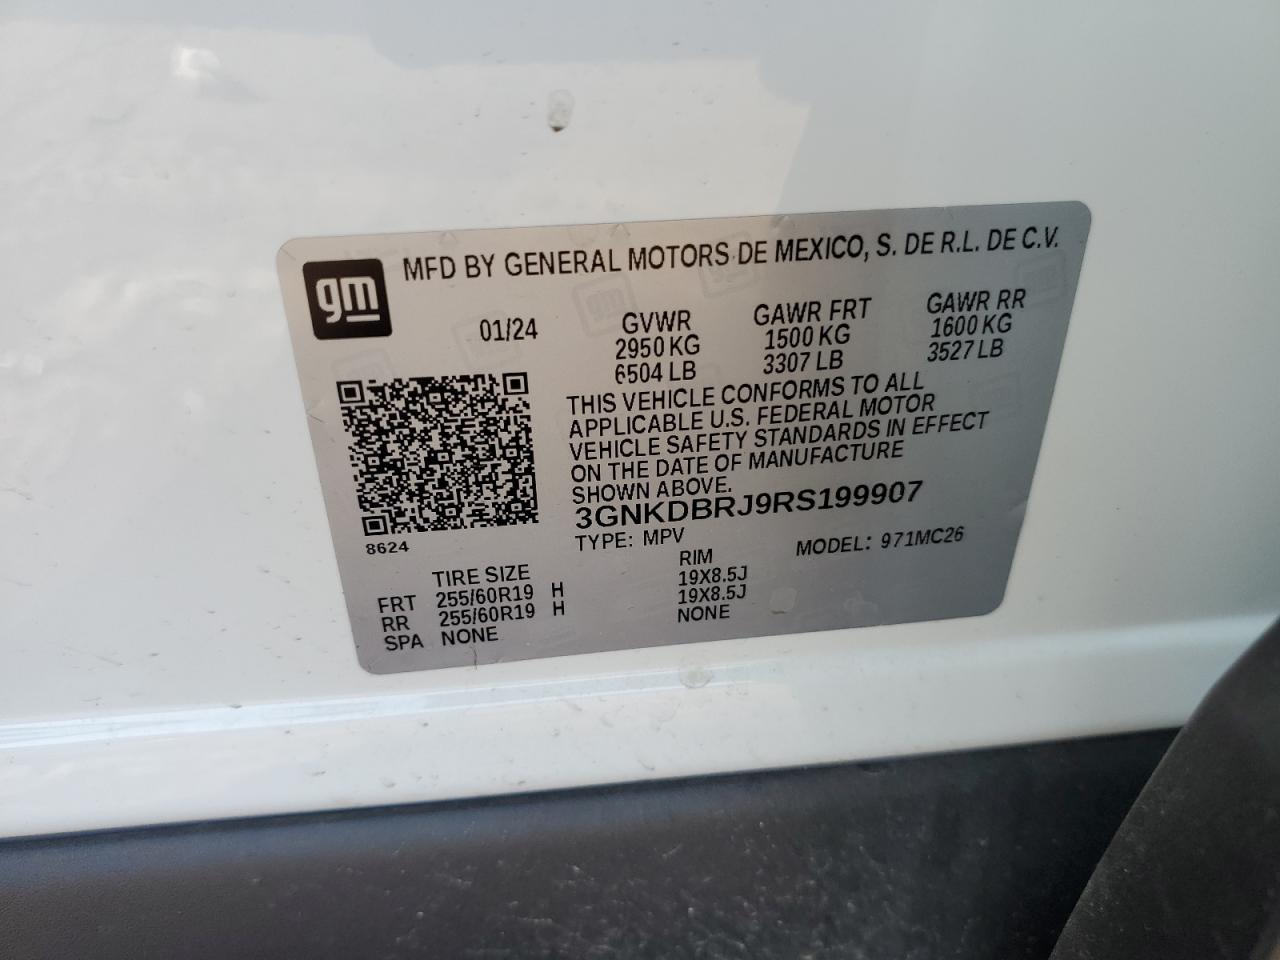 gm
MFD BY GENERAL MOTORS DE MEXICO, S. DE R.L. DE C.V.
01/24
GVWR
2950 KG
6504 LB
GAWR FRT
1500 KG
3307 LB
GAWR RR
1600 KG
3527 LB
THIS VEHICLE CONFORMS TO ALL
APPLICABLE U.S. FEDERAL MOTOR
VEHICLE SAFETY STANDARDS IN EFFECT
ON THE DATE OF MANUFACTURE
SHOWN ABOVE.
3GNKDBRJ9RS199907
TYPE: MPV
MODEL: 971MC26
8624
TIRE SIZE RIM
FRT 255/60R19 H 19X8.5J
RR 255/60R19 H 19X8.5J
SPA NONE NONE